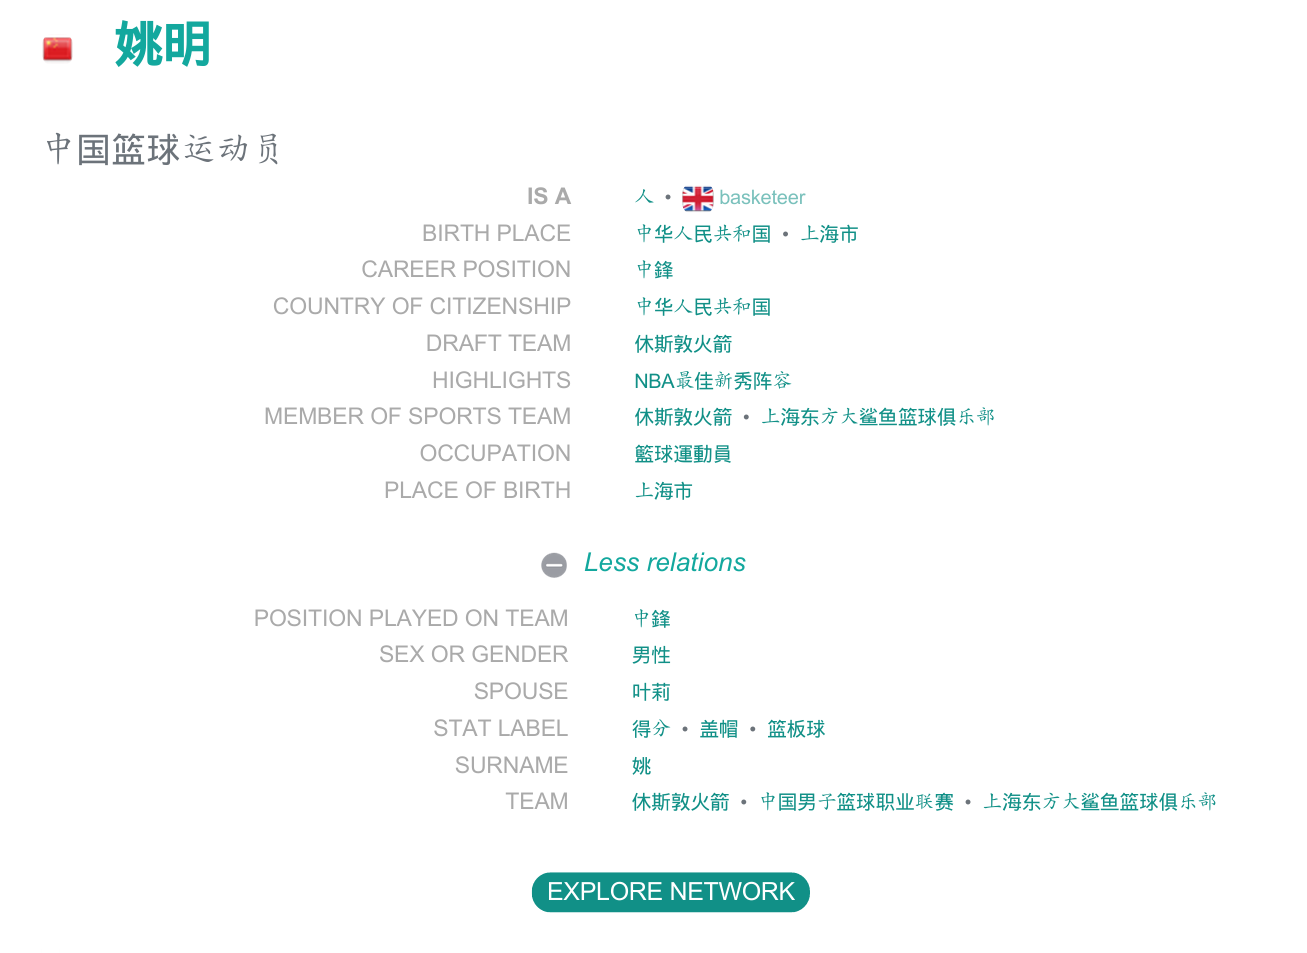 姚明
中国篮球运动员
IS A 人 • basketeer
BIRTH PLACE 中华人民共和国 • 上海市
CAREER POSITION 中鋒
COUNTRY OF CITIZENSHIP 中华人民共和国
DRAFT TEAM 休斯敦火箭
HIGHLIGHTS NBA最佳新秀阵容
MEMBER OF SPORTS TEAM 休斯敦火箭 • 上海东方大鲨鱼篮球俱乐部
OCCUPATION 籃球運動員
PLACE OF BIRTH 上海市
Less relations
POSITION PLAYED ON TEAM 中鋒
SEX OR GENDER 男性
SPOUSE 叶莉
STAT LABEL 得分 • 盖帽 • 篮板球
SURNAME 姚
TEAM 休斯敦火箭 • 中国男子篮球职业联赛 • 上海东方大鲨鱼篮球俱乐部
EXPLORE NETWORK